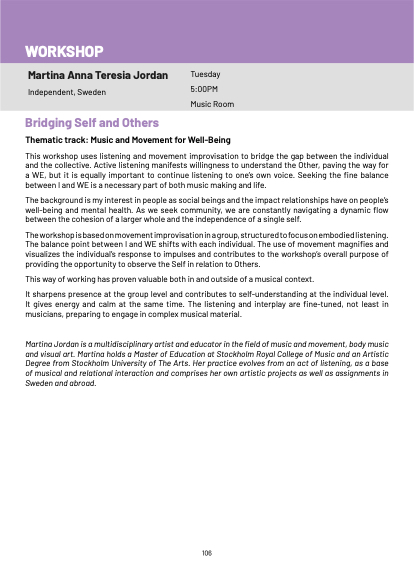 WORKSHOP
Martina Anna Teresia Jordan
Independent, Sweden
Tuesday
5:00PM
Music Room
Bridging Self and Others
Thematic track: Music and Movement for Well-Being
This workshop uses listening and movement improvisation to bridge the gap between the individual
and the collective. Active listening manifests willingness to understand the Other, paving the way for
a WE, but it is equally important to continue listening to one's own voice. Seeking the fine balance
between I and WE is a necessary part of both music making and life.
The background is my interest in people as social beings and the impact relationships have on people's
well-being and mental health. As we seek community, we are constantly navigating a dynamic flow
between the cohesion of a larger whole and the independence of a single self.
The workshop is based on movement improvisation in a group, structured to focus on embodied listening.
The balance point between I and WE shifts with each individual. The use of movement magnifies and
visualizes the individual's response to impulses and contributes to the workshop's overall purpose of
providing the opportunity to observe the Self in relation to Others.
This way of working has proven valuable both in and outside of a musical context.
It sharpens presence at the group level and contributes to self-understanding at the individual level.
It gives energy and calm at the same time. The listening and interplay are fine-tuned, not least in
musicians, preparing to engage in complex musical material.
Martina Jordan is a multidisciplinary artist and educator in the field of music and movement, body music
and visual art. Martina holds a Master of Education at Stockholm Royal College of Music and an Artistic
Degree from Stockholm University of The Arts. Her practice evolves from an act of listening, as a base
of musical and relational interaction and comprises her own artistic projects as well as assignments in
Sweden and abroad.
106